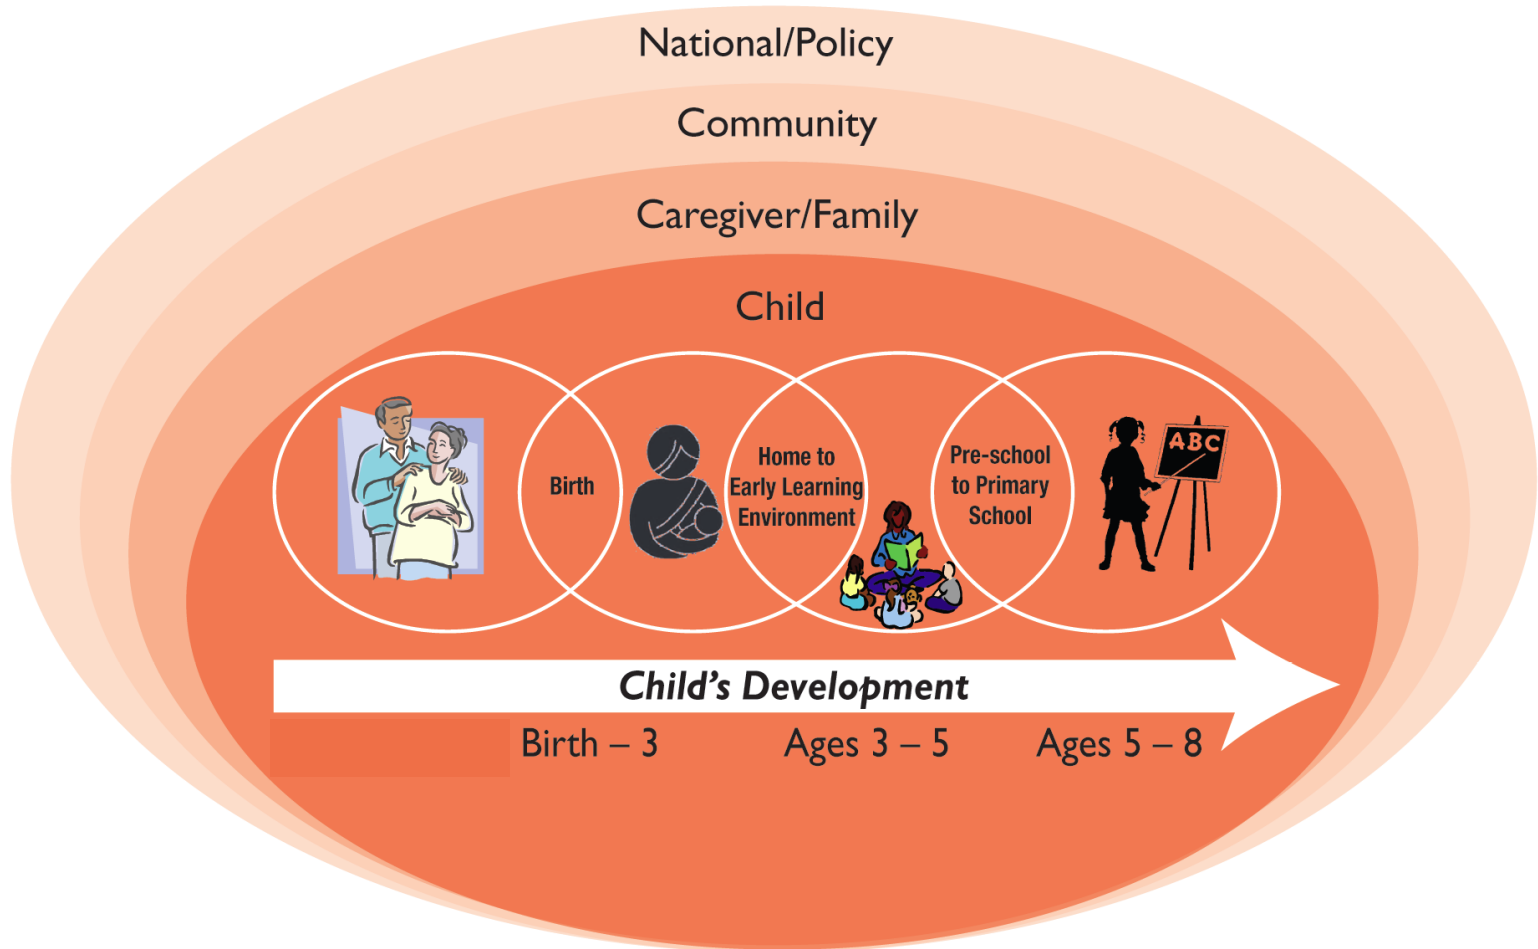 National/Policy
Community
Caregiver/Family
Child
Birth
Home to
Early Learning
Environment
Pre-school
to Primary
School
ABC
Child's Development
Birth – 3
Ages 3 – 5
Ages 5 – 8